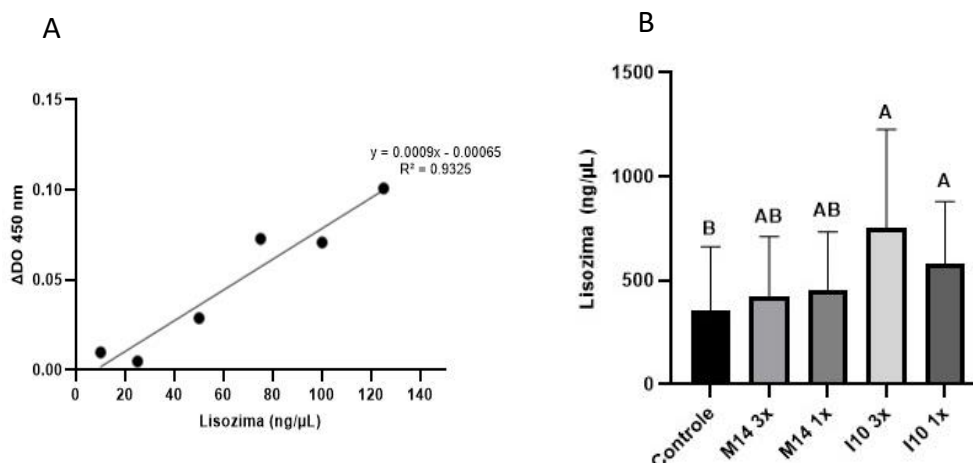 A
0.15
0.10
0.05
0.00
ΔDO 450 nm
y = 0.0009x - 0.00065
R² = 0.9325
0 20 40 60 80 100 120 140
Lisozima (ng/µL)
B
1500
1000
500
0
Lisozima (ng/µL)
B AB AB A A
Controle
M14 3x
M14 1x
I10 3x
I10 1x